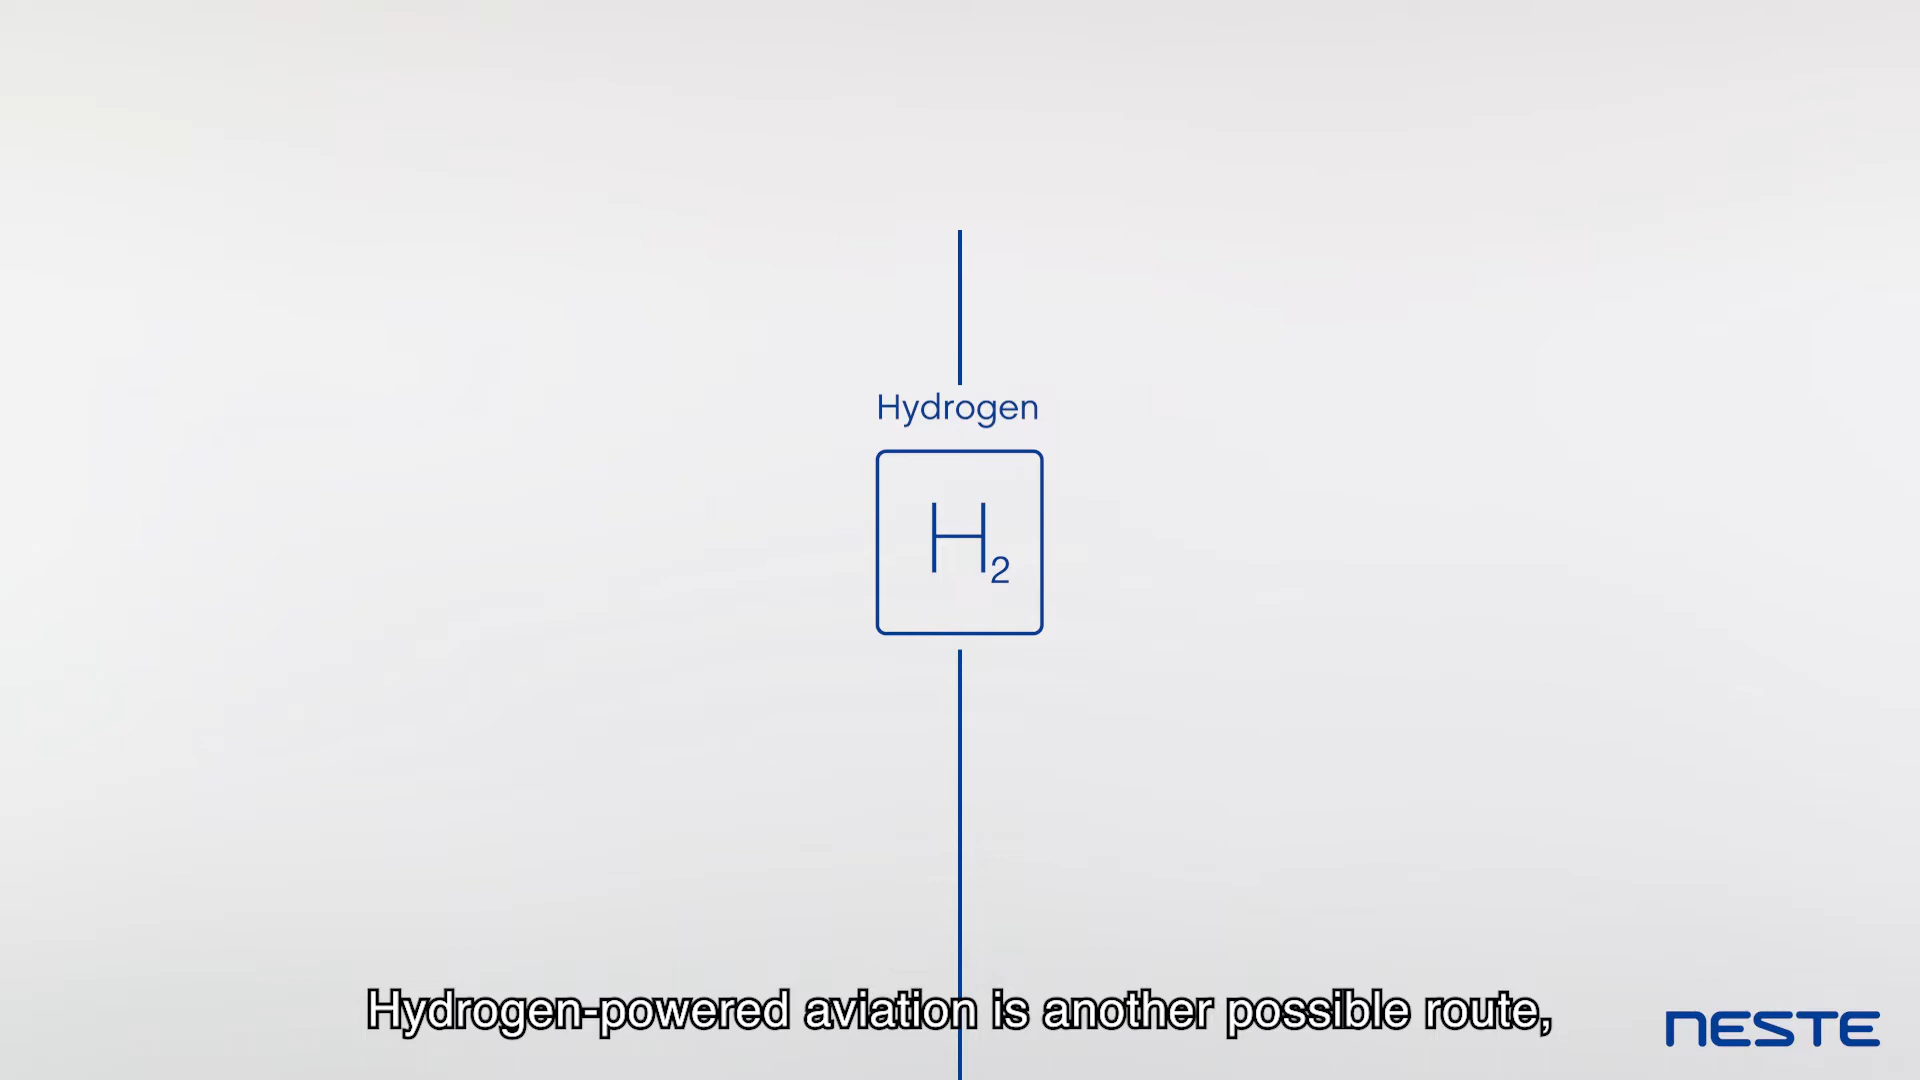 Hydrogen
H₂
Hydrogen-powered aviation is another possible route,
NESTE